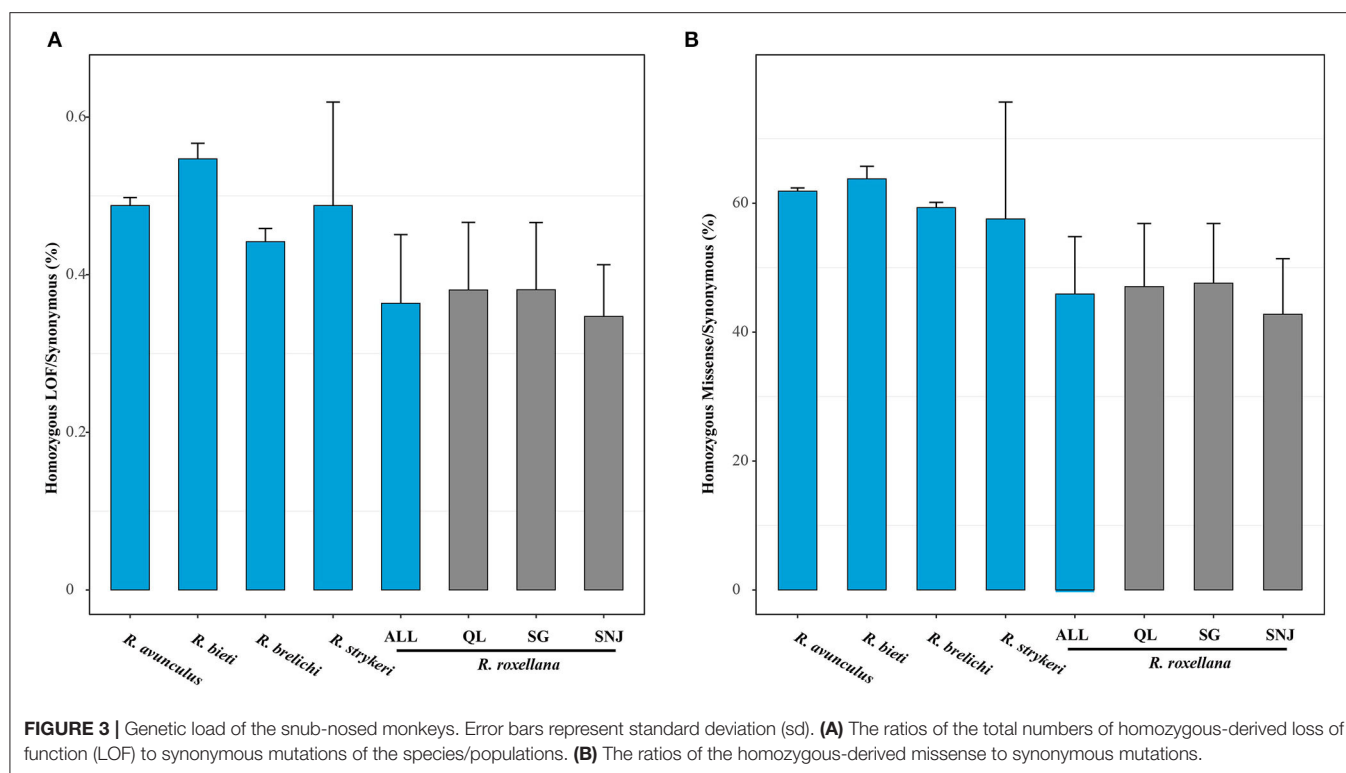 A
Homozygous LOF/Synonymous (%)
0.6
0.4
0.2
0
R. avunculus
R. bieti
R. brelichi
R. strykeri
ALL
QL
SG
SNJ
R. roxellana
B
Homozygous Missense/Synonymous (%)
60
40
20
0
R. avunculus
R. bieti
R. brelichi
R. strykeri
ALL
QL
SG
SNJ
R. roxellana
FIGURE 3 | Genetic load of the snub-nosed monkeys. Error bars represent standard deviation (sd). (A) The ratios of the total numbers of homozygous-derived loss of
function (LOF) to synonymous mutations of the species/populations. (B) The ratios of the homozygous-derived missense to synonymous mutations.